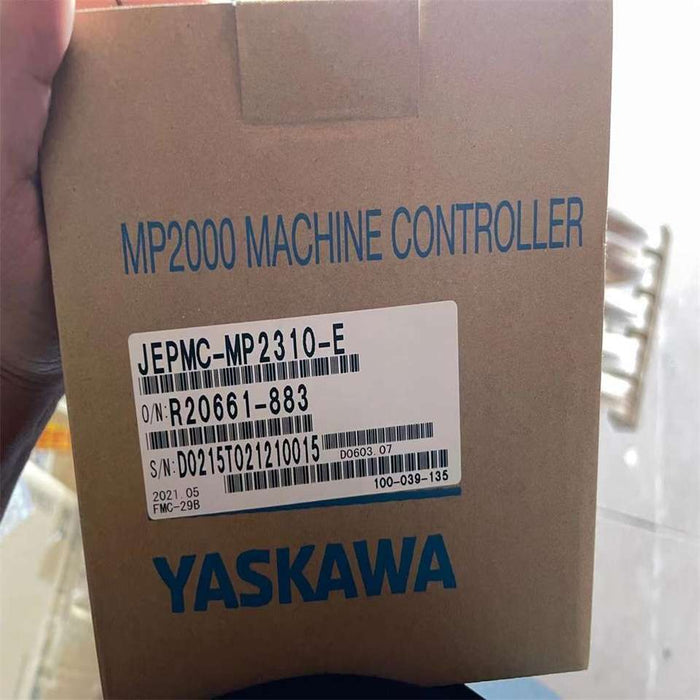 MP2000 MACHINE CONTROLLER
JEPMC-MP2310-E
O/N: R20661-883
S/N: D0215T021210015
D0603.07
2021.05
100-039-135
FMC-29B
YASKAWA